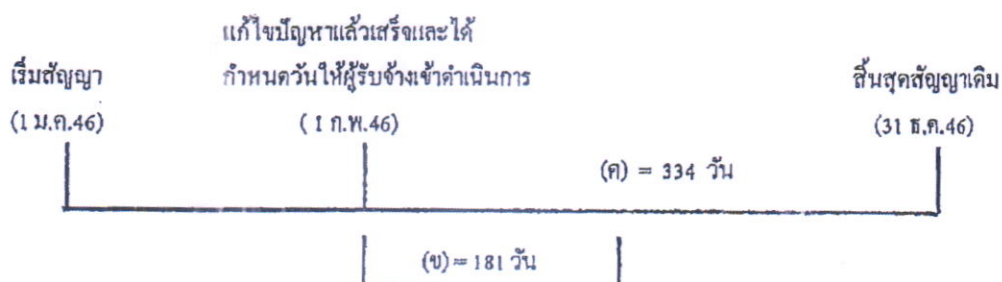 แก้ไขปัญหาแล้วเสร็จและได้
เริ่มสัญญา กำหนดวันให้ผู้รับจ้างเข้าดำเนินการ สิ้นสุดสัญญาเดิม
(1 ม.ค.46) ( 1 ก.พ.46) (31 ธ.ค.46)
(ค) = 334 วัน
(ข) = 181 วัน